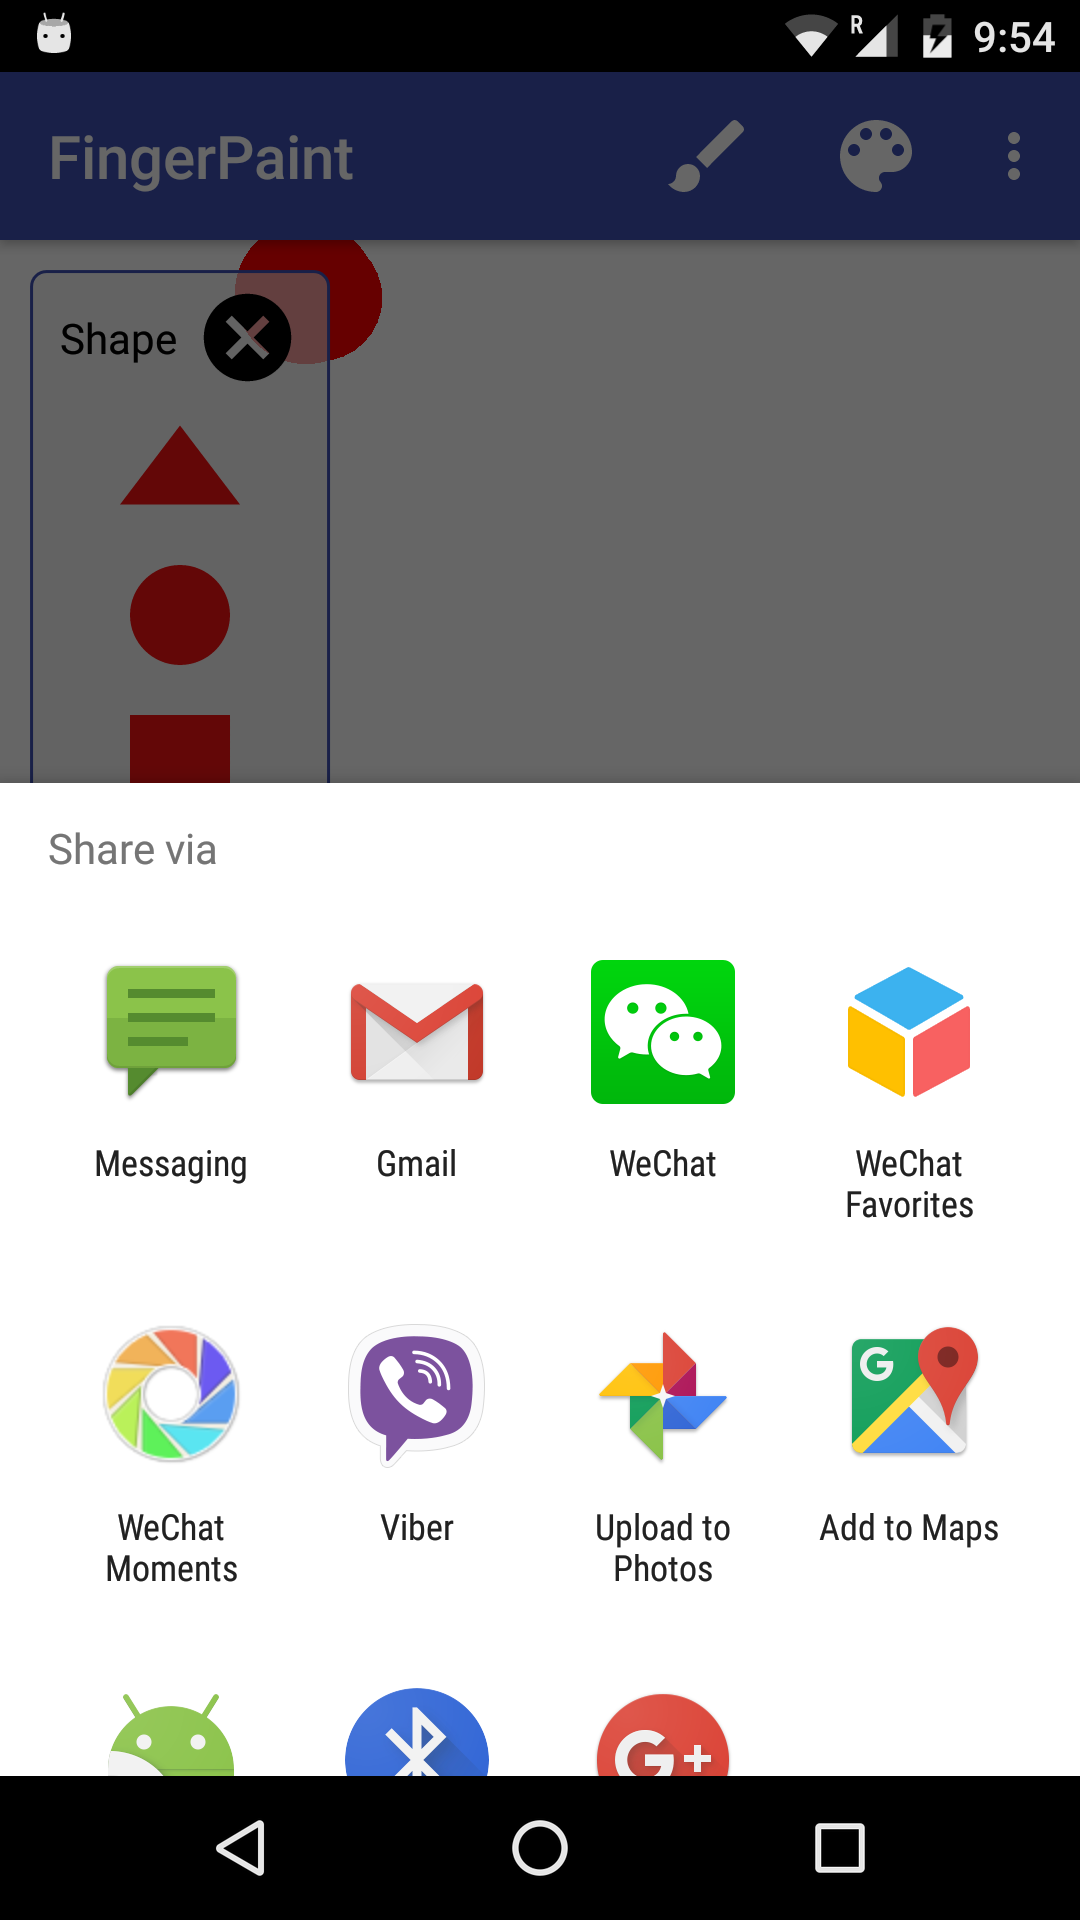 R
9:54
FingerPaint
Shape
Share via
Messaging
Gmail
WeChat
WeChat
Favorites
G
WeChat
Moments
Viber
Upload to
Photos
Add to Maps
G+